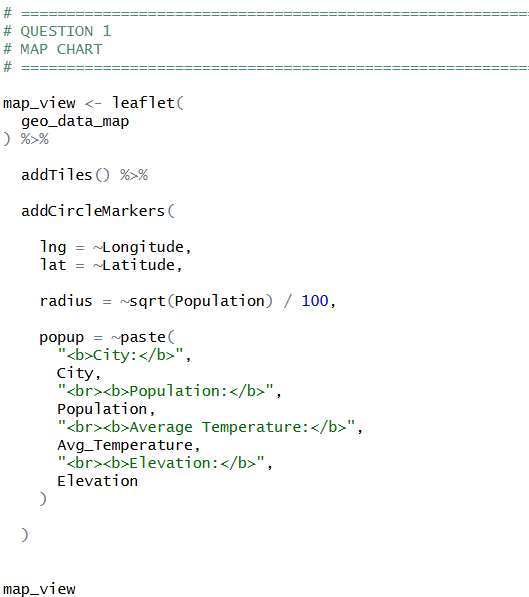 # =========================================================
# QUESTION 1
# MAP CHART
# =========================================================
map_view <- leaflet(
  geo_data_map
) %>%
  addTiles() %>%
  addCircleMarkers(
    lng = ~Longitude,
    lat = ~Latitude,
    radius = ~sqrt(Population) / 100,
    popup = ~paste(
      "<b>City:</b>",
      City,
      "<br><b>Population:</b>",
      Population,
      "<br><b>Average Temperature:</b>",
      Avg_Temperature,
      "<br><b>Elevation:</b>",
      Elevation
    )
  )
map_view